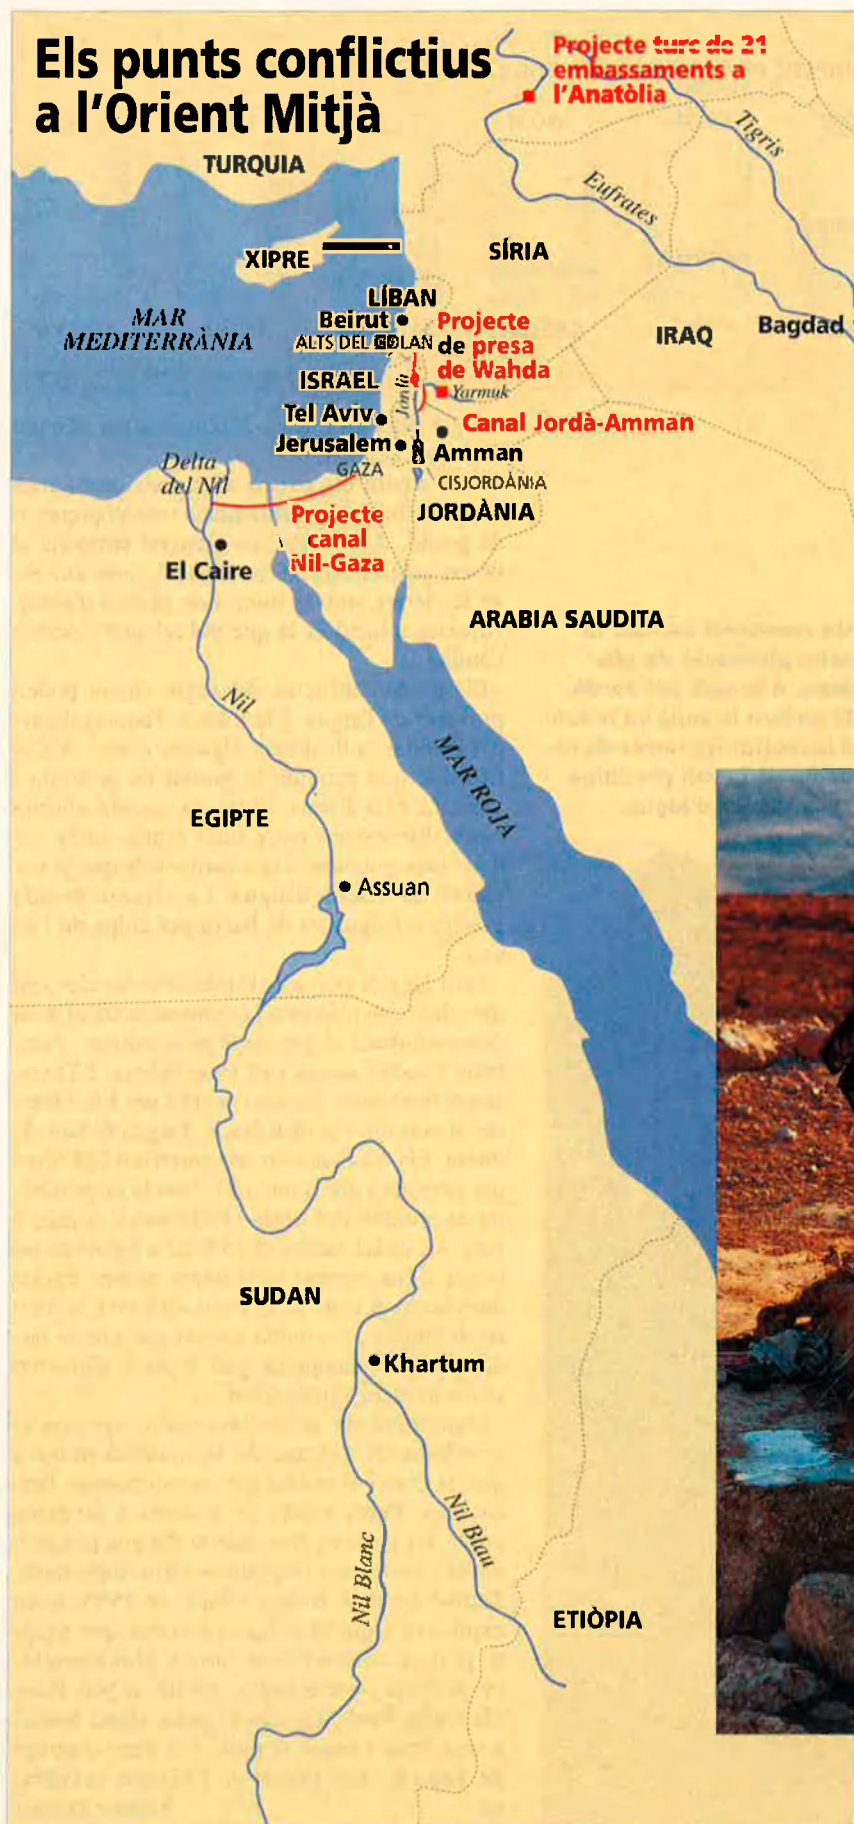 Els punts conflictius
a l'Orient Mitjà
Projecte turc de 21
embassaments a
l'Anatòlia
Tigris
Eufrates
TURQUIA
XIPRE
SÍRIA
MAR
MEDITERRÀNIA
LÍBAN
Beirut
ALTS DEL GOLAN
Projecte
de presa
de Wahda
IRAQ
Bagdad
ISRAEL
Jordà
Yarmuk
Tel Aviv
Canal Jordà-Amman
Jerusalem
Amman
GAZA
CISJORDÀNIA
Delta
del Nil
JORDÀNIA
Projecte
canal
Nil-Gaza
El Caire
ARABIA SAUDITA
Nil
MAR ROJA
EGIPTE
Assuan
SUDAN
Khartum
Nil Blanc
Nil Blau
ETIÒPIA